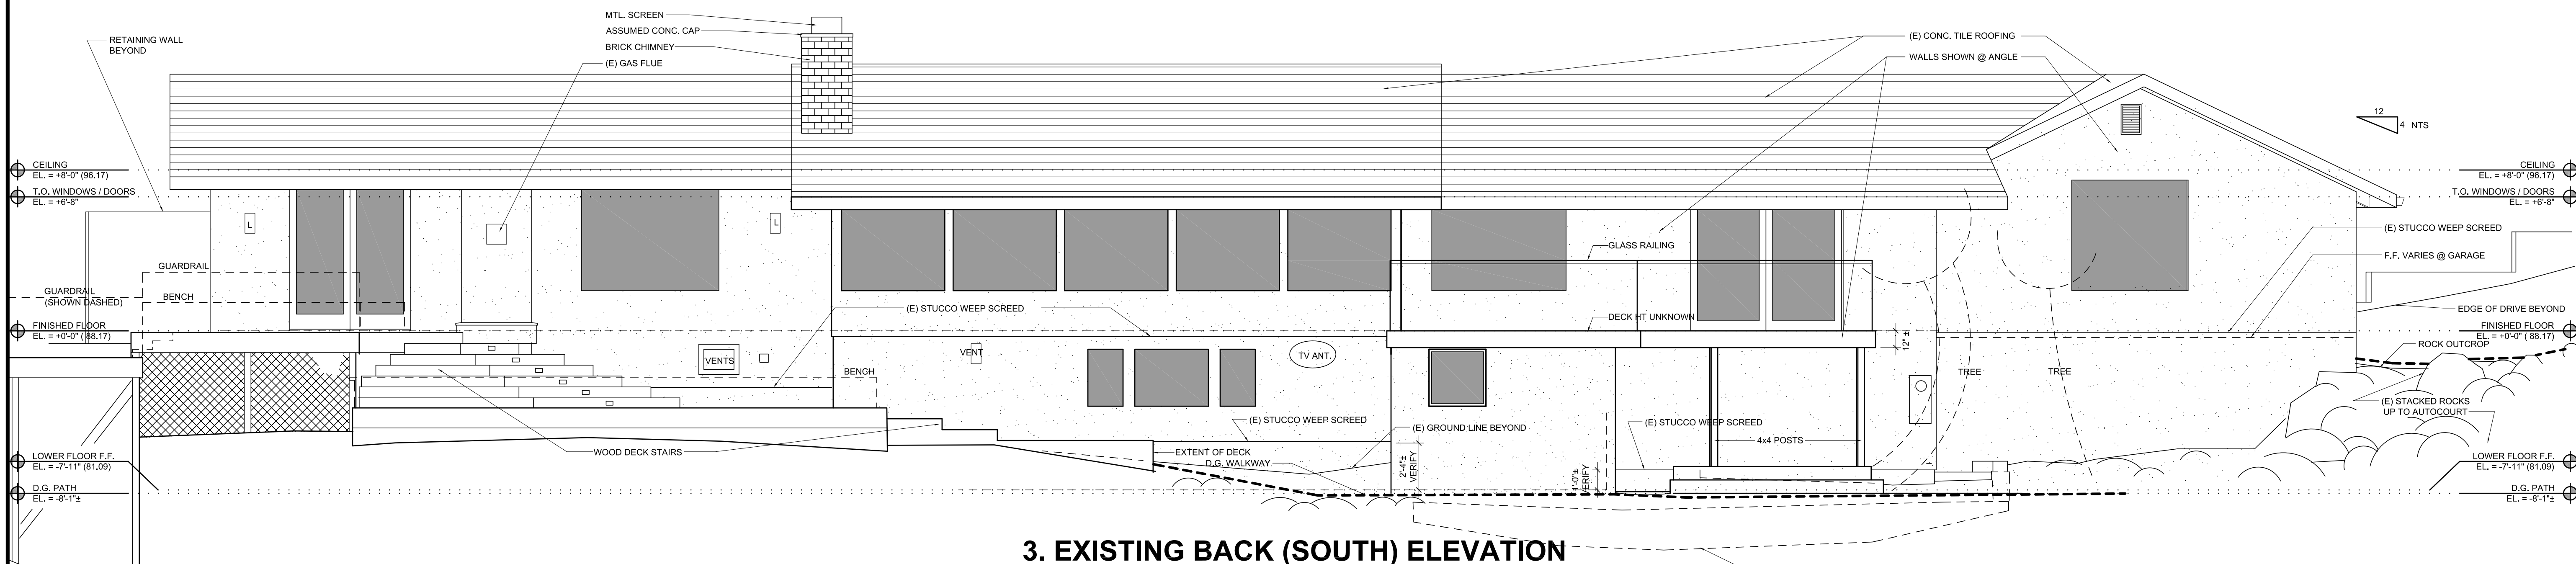 MTL. SCREEN
ASSUMED CONC. CAP
BRICK CHIMNEY
(E) GAS FLUE
RETAINING WALL
BEYOND
(E) CONC. TILE ROOFING
WALLS SHOWN @ ANGLE
12
4 NTS
CEILING
EL. = +8'-0" (96.17)
T.O. WINDOWS / DOORS
EL. = +6'-8"
CEILING
EL. = +8'-0" (96.17)
T.O. WINDOWS / DOORS
EL. = +6'-8"
L
L
(E) STUCCO WEEP SCREED
F.F. VARIES @ GARAGE
GLASS RAILING
GUARDRAIL
GUARDRAIL
(SHOWN DASHED)
BENCH
(E) STUCCO WEEP SCREED
DECK HT UNKNOWN
EDGE OF DRIVE BEYOND
FINISHED FLOOR
EL. = +0'-0" ( 88.17)
FINISHED FLOOR
EL. = +0'-0" ( 88.17)
12" ±
ROCK OUTCROP
VENTS
VENT
TV ANT.
BENCH
TREE
TREE
(E) STACKED ROCKS
UP TO AUTOCOURT
(E) STUCCO WEEP SCREED
(E) GROUND LINE BEYOND
(E) STUCCO WEEP SCREED
4x4 POSTS
WOOD DECK STAIRS
EXTENT OF DECK
D.G. WALKWAY
2'-4"±
VERIFY
1'-0"±
VERIFY
LOWER FLOOR F.F.
EL. = -7'-11" (81.09)
D.G. PATH
EL. = -8'-1"±
LOWER FLOOR F.F.
EL. = -7'-11" (81.09)
D.G. PATH
EL. = -8'-1"±
3. EXISTING BACK (SOUTH) ELEVATION